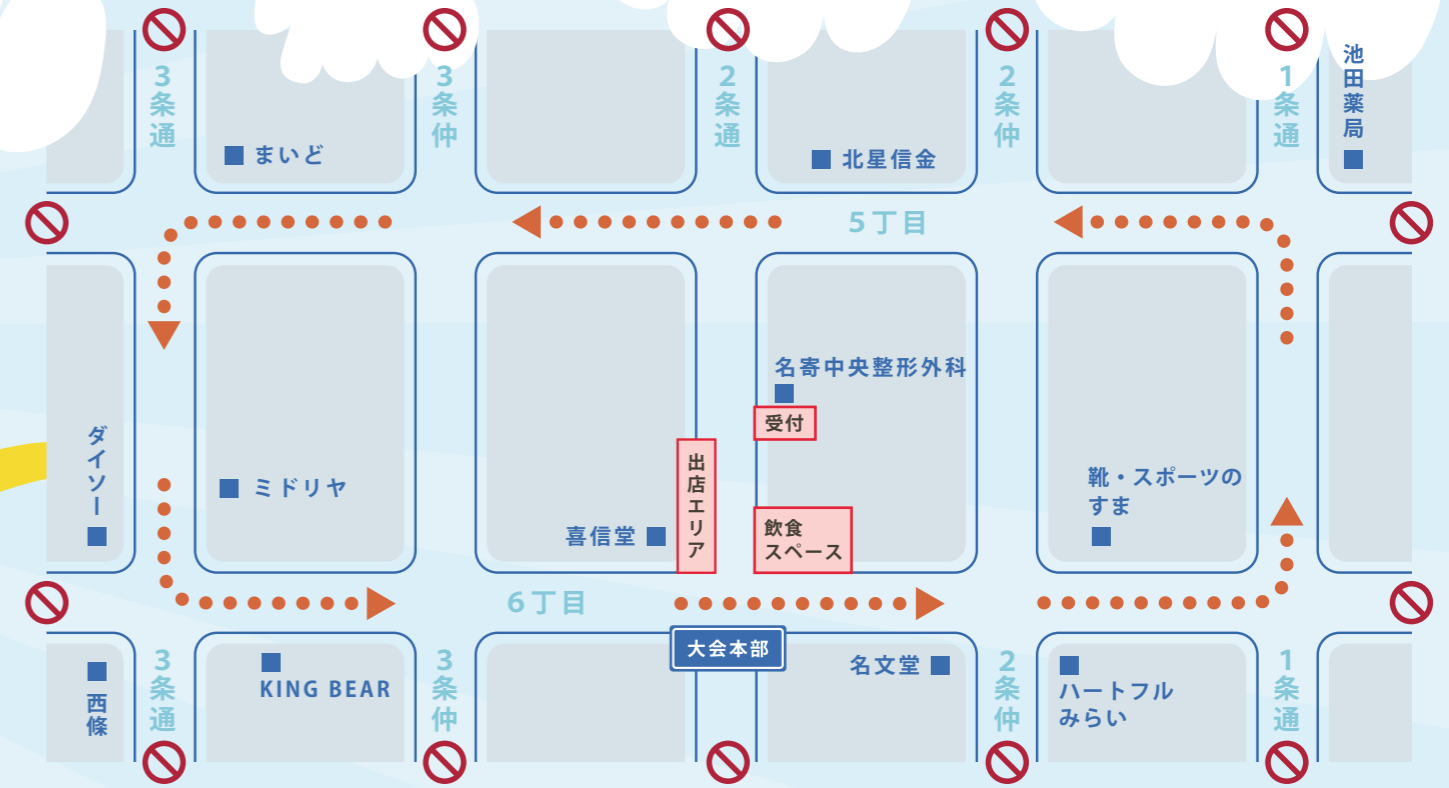 3条通
3条仲
2条通
2条仲
1条通
池田薬局
まいど
北星信金
5丁目
名寄中央整形外科
受付
ダイソー
ミドリヤ
喜信堂
出店エリア
飲食
スペース
靴・スポーツの
すま
6丁目
大会本部
西條
3条通
KING BEAR
3条仲
名文堂
2条仲
ハートフル
みらい
1条通